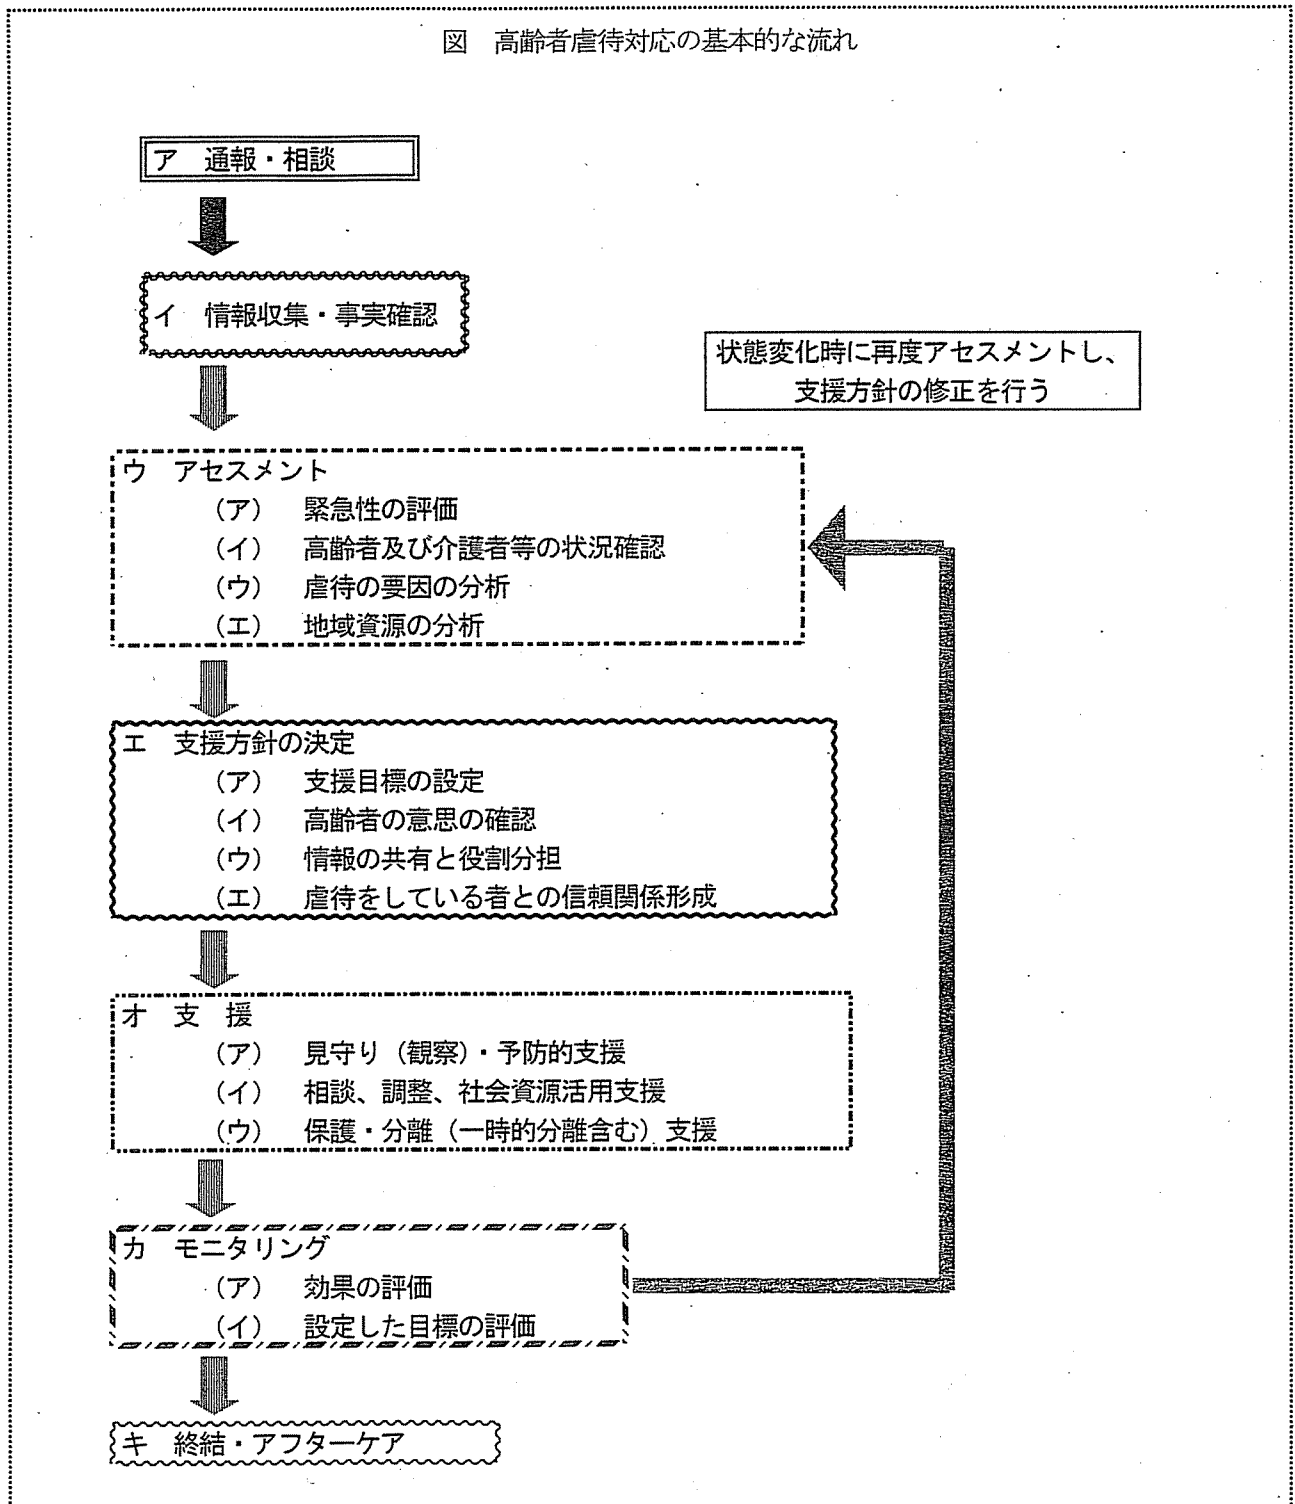 図　高齢者虐待対応の基本的な流れ
ア　通報・相談
イ　情報収集・事実確認
状態変化時に再度アセスメントし、
支援方針の修正を行う
ウ　アセスメント
（ア）　緊急性の評価
（イ）　高齢者及び介護者等の状況確認
（ウ）　虐待の要因の分析
（エ）　地域資源の分析
エ　支援方針の決定
（ア）　支援目標の設定
（イ）　高齢者の意思の確認
（ウ）　情報の共有と役割分担
（エ）　虐待をしている者との信頼関係形成
オ　支　援
（ア）　見守り（観察）・予防的支援
（イ）　相談、調整、社会資源活用支援
（ウ）　保護・分離（一時的分離含む）支援
カ　モニタリング
（ア）　効果の評価
（イ）　設定した目標の評価
キ　終結・アフターケア